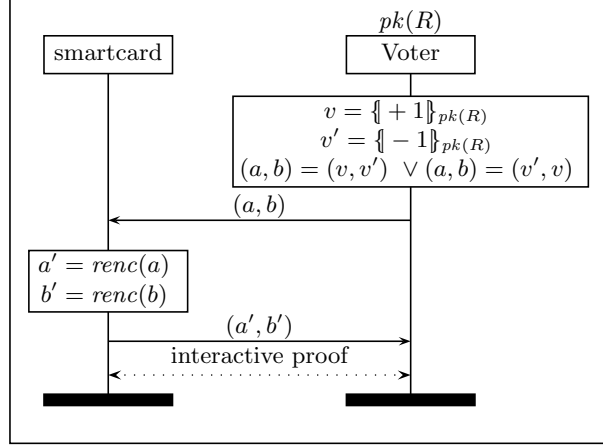 pk(R)
smartcard
Voter
v = {| + 1|}pk(R)
v′ = {| − 1|}pk(R)
(a, b) = (v, v′) ∨ (a, b) = (v′, v)
(a, b)
a′ = renc(a)
b′ = renc(b)
(a′, b′)
interactive proof